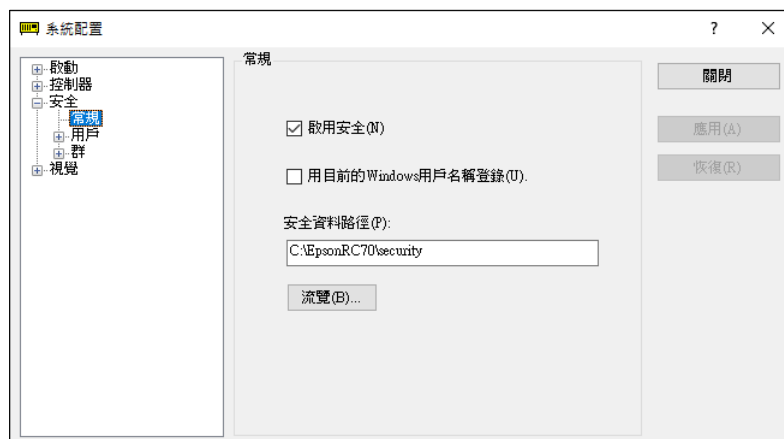 系統配置
啟動
控制器
安全
常規
用戶
群
視覺
常規
啟用安全(N)
用目前的Windows用戶名稱登錄(U).
安全資料路徑(P):
C:\EpsonRC70\security
流覽(B)...
關閉
應用(A)
恢復(R)